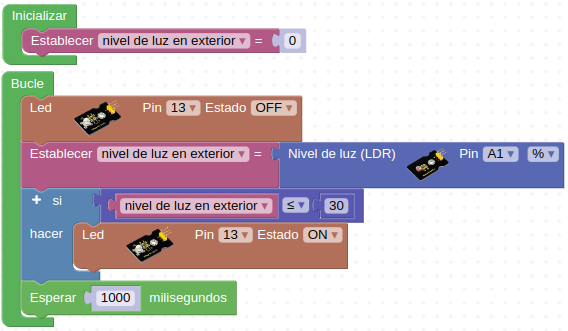 Inicializar
Establecer nivel de luz en exterior ▾ = 0
Bucle
Led Pin 13 ▾ Estado OFF ▾
Establecer nivel de luz en exterior ▾ = Nivel de luz (LDR) Pin A1 ▾ % ▾
+ si nivel de luz en exterior ▾ ≤ ▾ 30
hacer Led Pin 13 ▾ Estado ON ▾
Esperar 1000 milisegundos